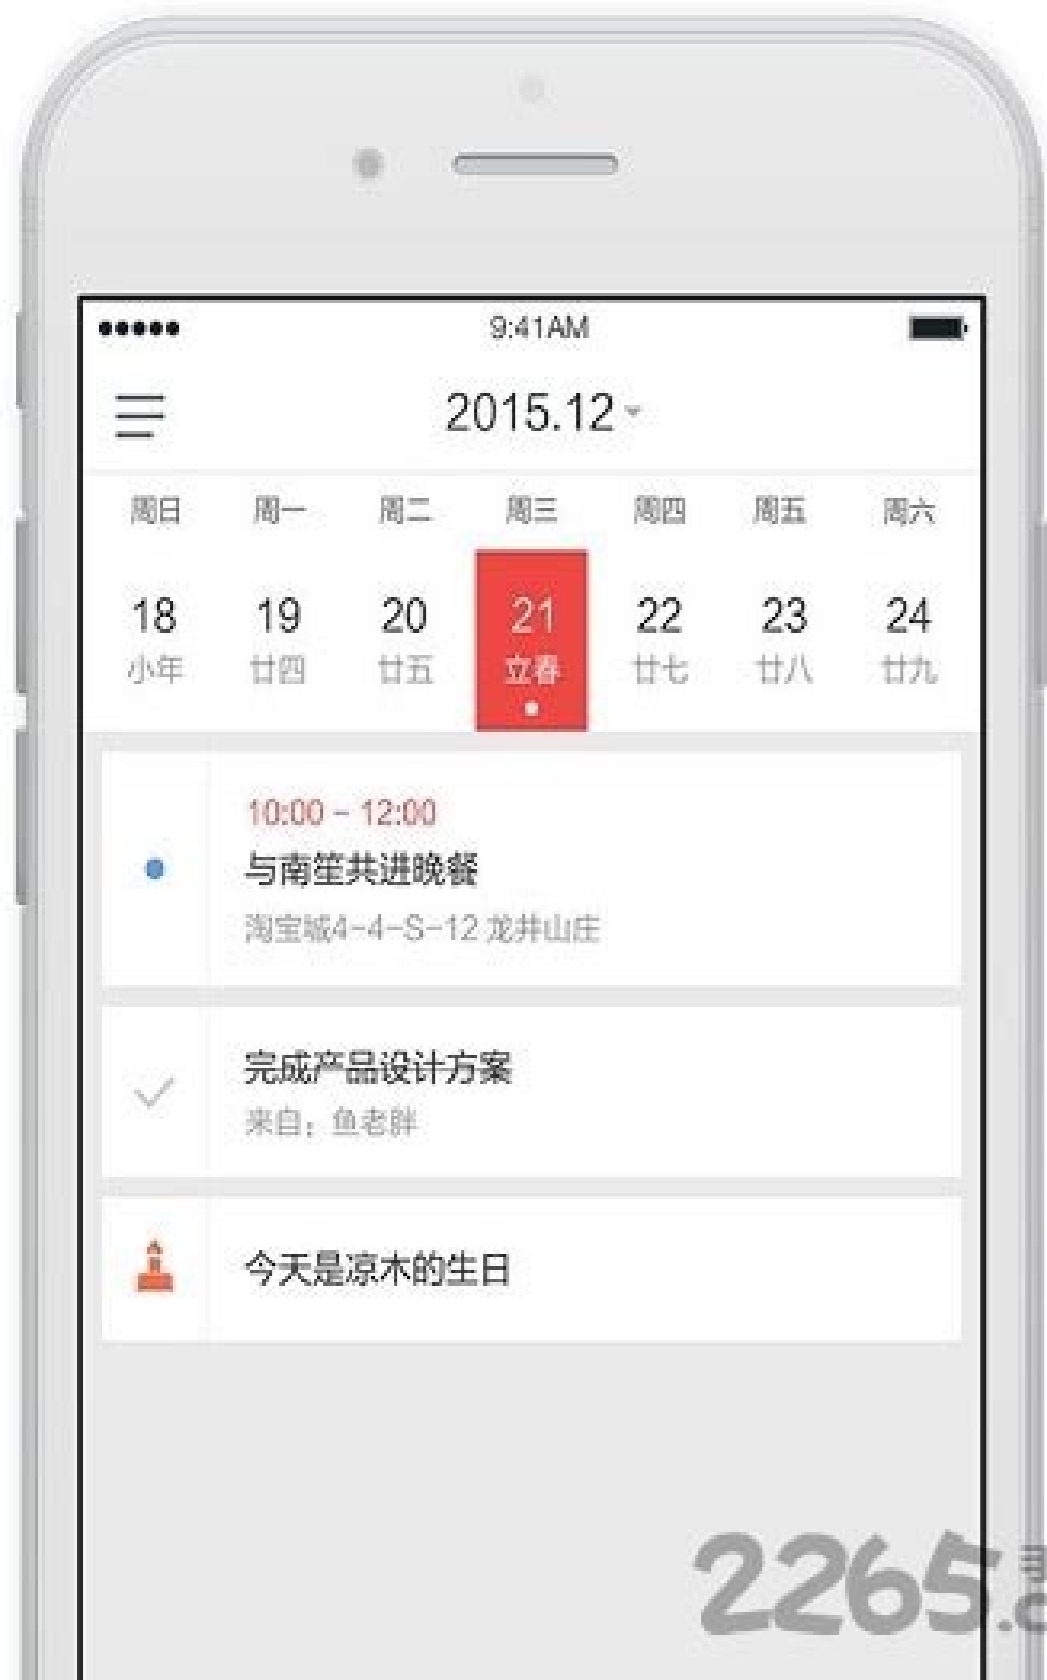 9:41AM
2015.12
周日 周一 周二 周三 周四 周五 周六
18 19 20 21 22 23 24
小年 廿四 廿五 立春 廿七 廿八 廿九
10:00 - 12:00
与南笙共进晚餐
淘宝城4-4-S-12 龙井山庄
完成产品设计方案
来自：鱼老胖
今天是凉木的生日
2265